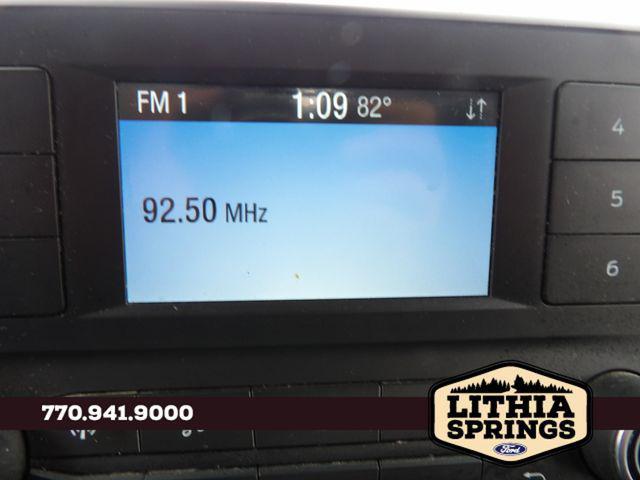 FM 1 1:09 82°
4
92.50 MHz
5
6
770.941.9000
LITHIA
SPRINGS
Ford